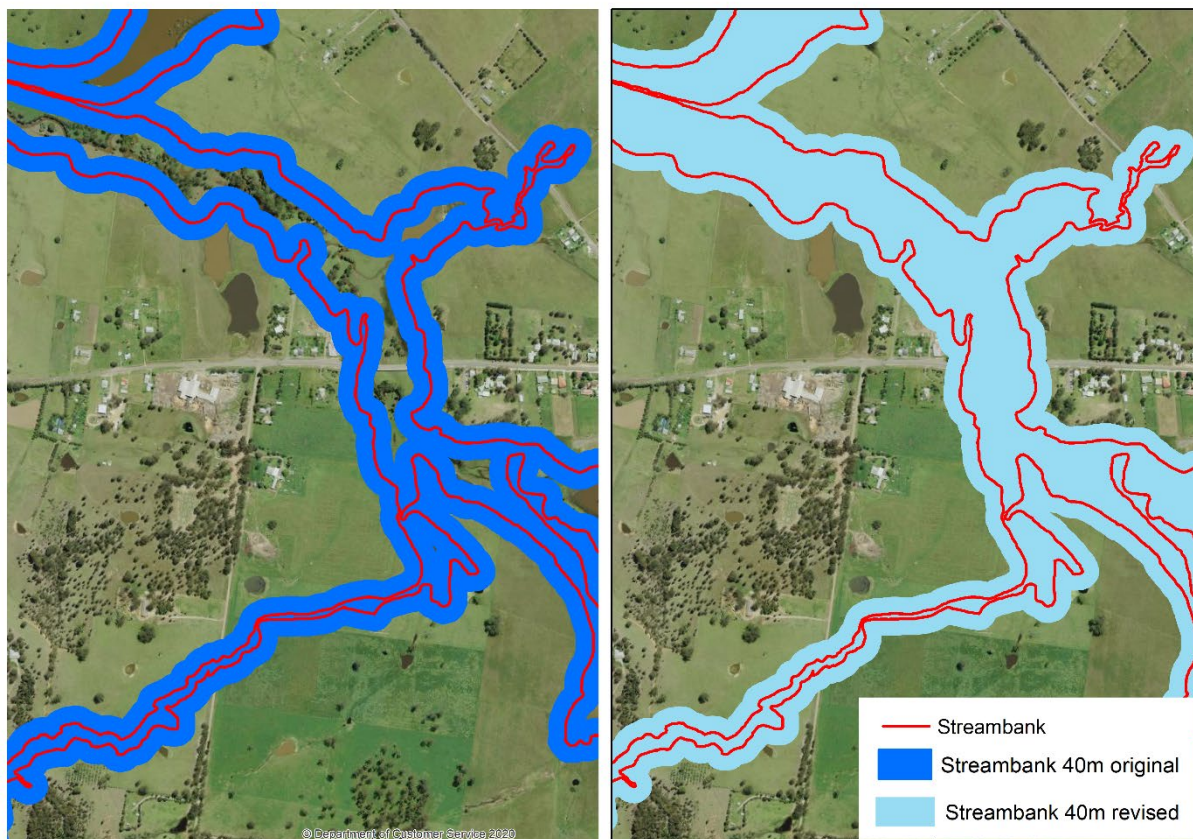 © Department of Customer Service 2020
Streambank
Streambank 40m original
Streambank 40m revised